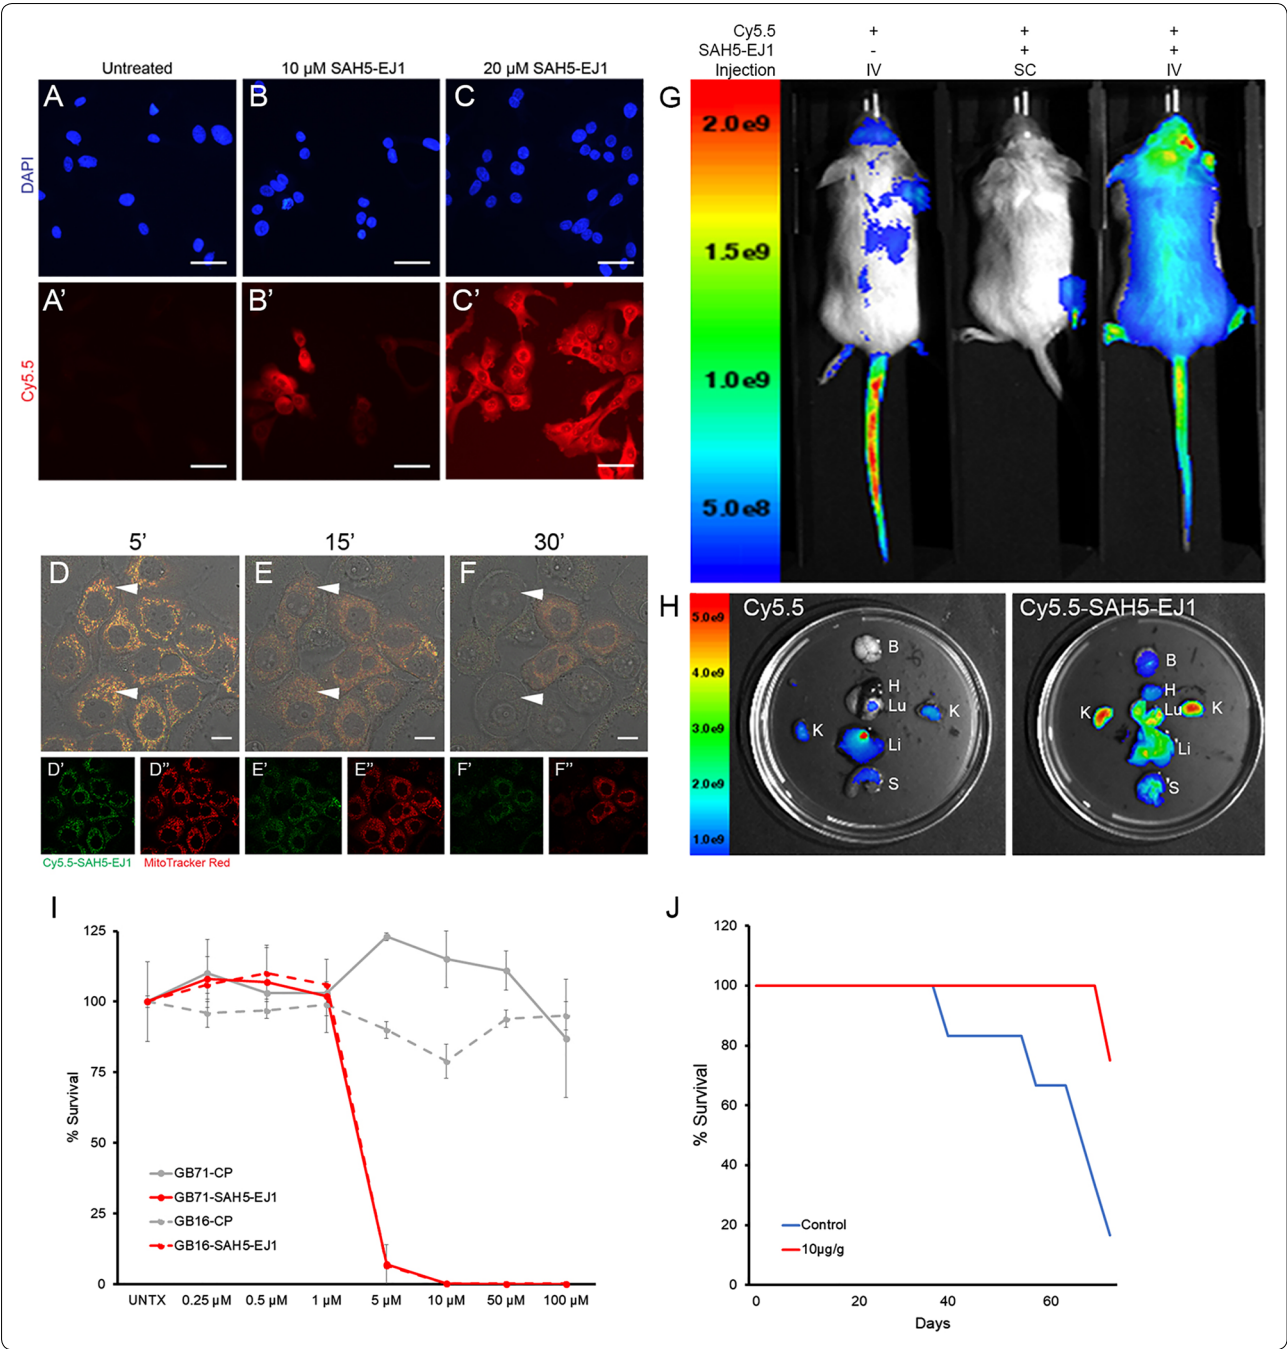 Untreated 10 µM SAH5-EJ1 20 µM SAH5-EJ1
DAPI
A B C
Cy5.5
A’ B’ C’
5’ 15’ 30’
D E F
D’ D” E’ E” F’ F”
Cy5.5-SAH5-EJ1 MitoTracker Red
Cy5.5 + + +
SAH5-EJ1 - + +
Injection IV SC IV
G
2.0e9
1.5e9
1.0e9
5.0e8
H
5.0e9
4.0e9
3.0e9
2.0e9
1.0e9
Cy5.5
B
H
Lu
K
K
Li
S
Cy5.5-SAH5-EJ1
B
H
K Lu K
Li
S
I
% Survival
125
100
75
50
25
0
GB71-CP
GB71-SAH5-EJ1
GB16-CP
GB16-SAH5-EJ1
UNTX 0.25 µM 0.5 µM 1 µM 5 µM 10 µM 50 µM 100 µM
J
% Survival
120
100
80
60
40
20
0
Control
10µg/g
0 20 40 60
Days